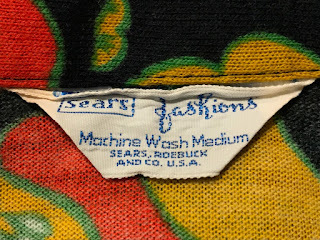 Sears fashions
Machine Wash Medium
SEARS, ROEBUCK
AND CO. U.S.A.